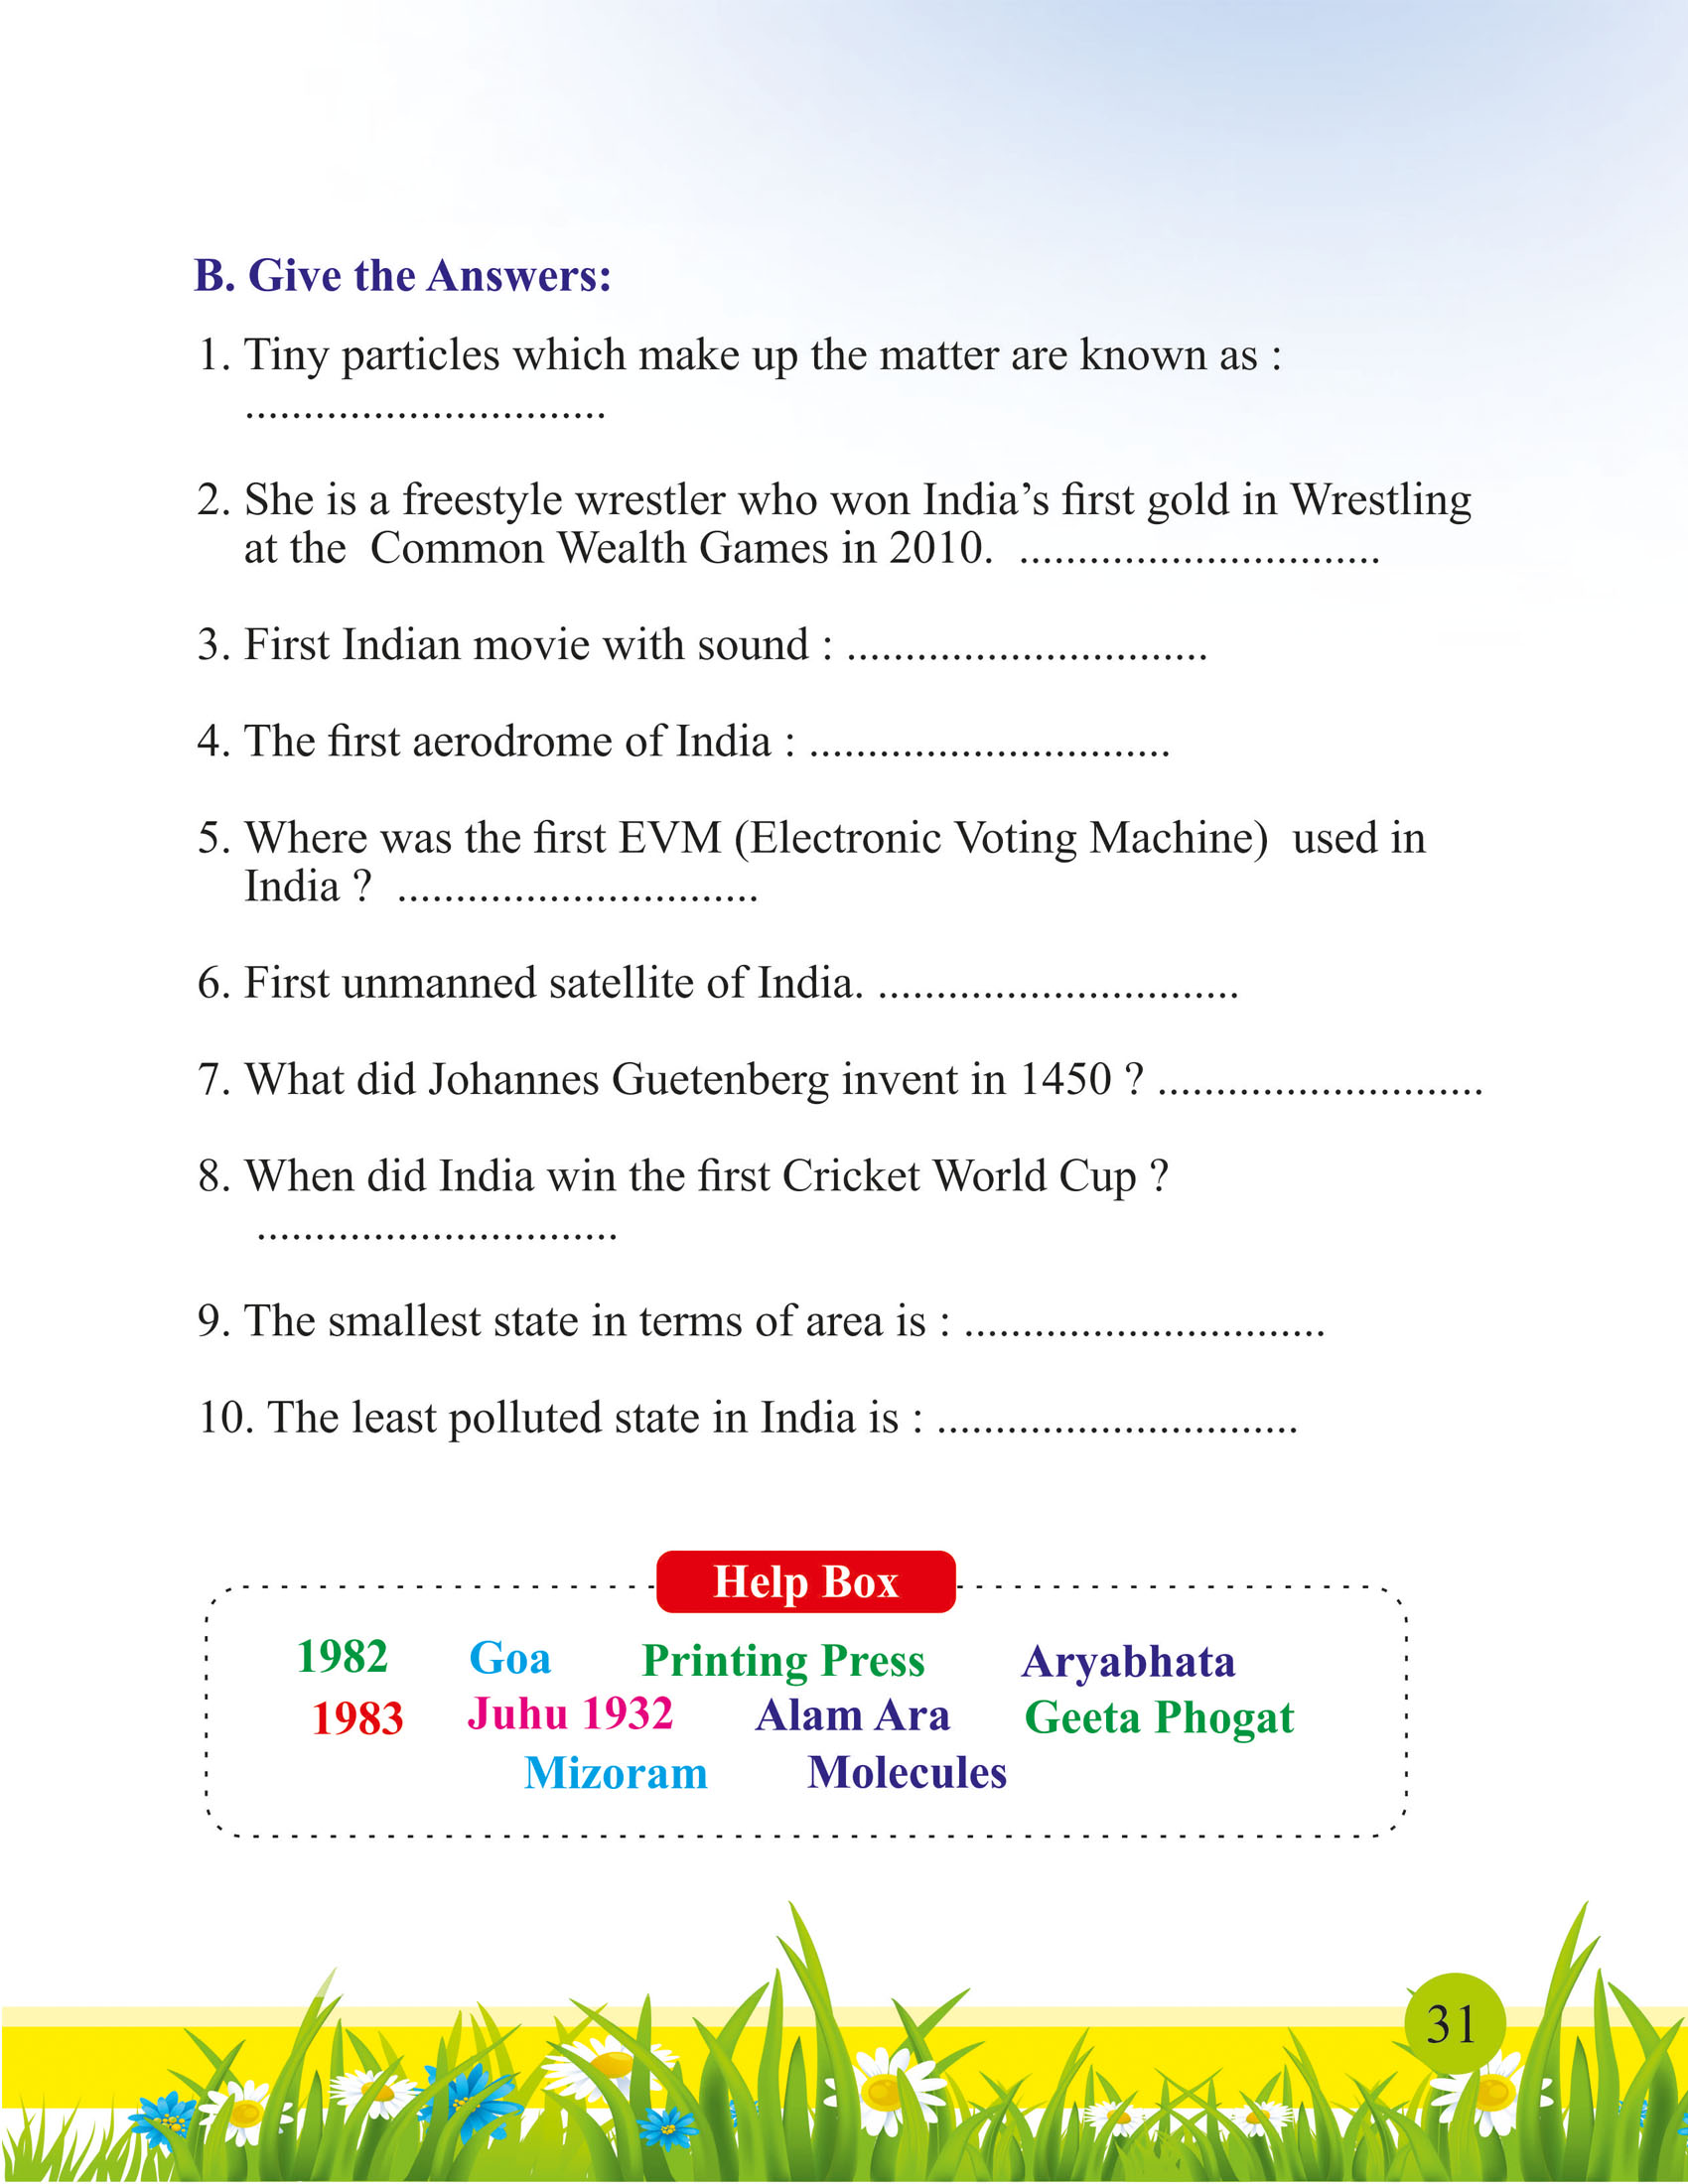 B. Give the Answers:
1. Tiny particles which make up the matter are known as :
...............................
2. She is a freestyle wrestler who won India’s first gold in Wrestling
at the  Common Wealth Games in 2010.  ...............................
3. First Indian movie with sound : ...............................
4. The first aerodrome of India : ...............................
5. Where was the first EVM (Electronic Voting Machine)  used in
India ?  ...............................
6. First unmanned satellite of India. ...............................
7. What did Johannes Guetenberg invent in 1450 ? ............................
8. When did India win the first Cricket World Cup ?
...............................
9. The smallest state in terms of area is : ...............................
10. The least polluted state in India is : ...............................
Help Box
1982 Goa Printing Press Aryabhata
1983 Juhu 1932 Alam Ara Geeta Phogat
Mizoram Molecules
31